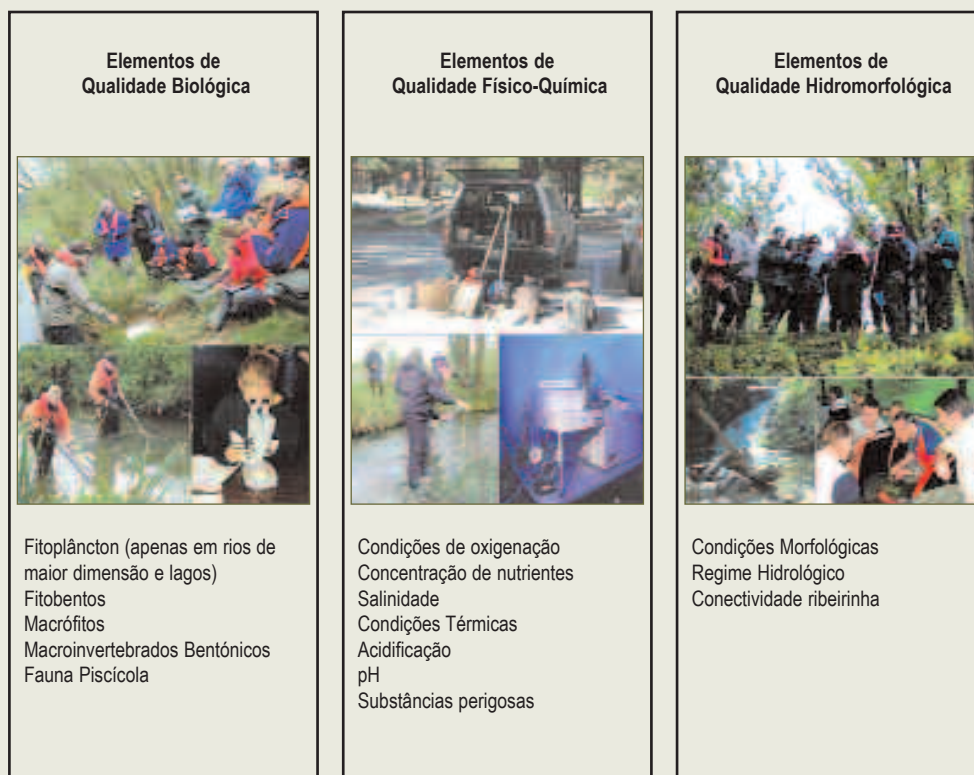 Elementos de
Qualidade Biológica
Fitoplâncton (apenas em rios de
maior dimensão e lagos)
Fitobentos
Macrófitos
Macroinvertebrados Bentónicos
Fauna Piscícola
Elementos de
Qualidade Físico-Química
Condições de oxigenação
Concentração de nutrientes
Salinidade
Condições Térmicas
Acidificação
pH
Substâncias perigosas
Elementos de
Qualidade Hidromorfológica
Condições Morfológicas
Regime Hidrológico
Conectividade ribeirinha